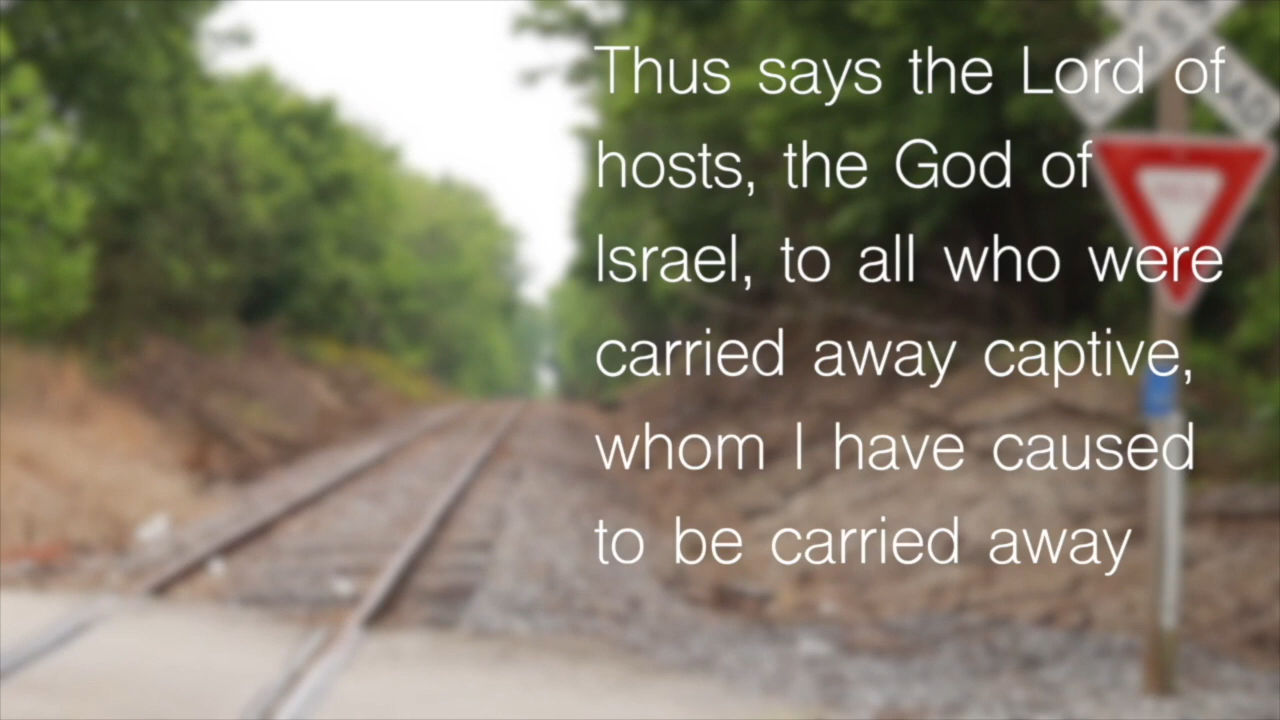 Thus says the Lord of
hosts, the God of
Israel, to all who were
carried away captive,
whom I have caused
to be carried away